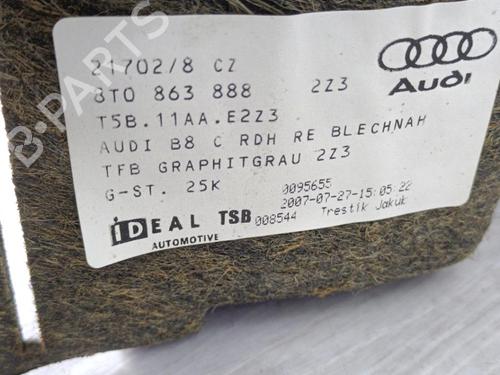 21702/8 CZ
8T0 863 888 2Z3
Audi
T5B.11AA.E2Z3
AUDI B8 C RDH RE BLECHNAH
TFB GRAPHITGRAU 2Z3
G-ST. 25K 0095655
2007-07-27-15:05:22
iDEAL TSB 008544 Trestik Jakuk
AUTOMOTIVE
B-PARTS